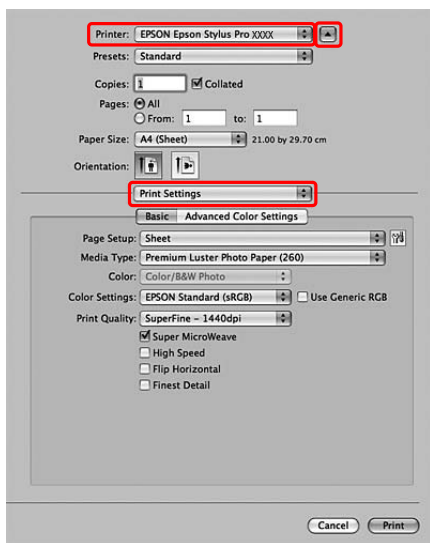 Printer: EPSON Epson Stylus Pro XXXX
Presets: Standard
Copies: 1 Collated
Pages: All
From: 1 to: 1
Paper Size: A4 (Sheet) 21.00 by 29.70 cm
Orientation:
Print Settings
Basic Advanced Color Settings
Page Setup: Sheet
Media Type: Premium Luster Photo Paper (260)
Color: Color/B&W Photo
Color Settings: EPSON Standard (sRGB) Use Generic RGB
Print Quality: SuperFine - 1440dpi
Super MicroWeave
High Speed
Flip Horizontal
Finest Detail
Cancel Print